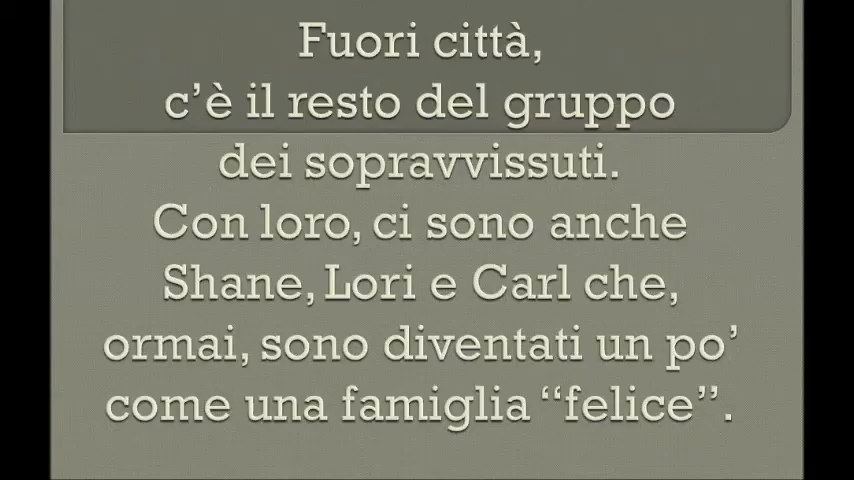 Fuori città,
c’è il resto del gruppo
dei sopravvissuti.
Con loro, ci sono anche
Shane, Lori e Carl che,
ormai, sono diventati un po’
come una famiglia “felice”.